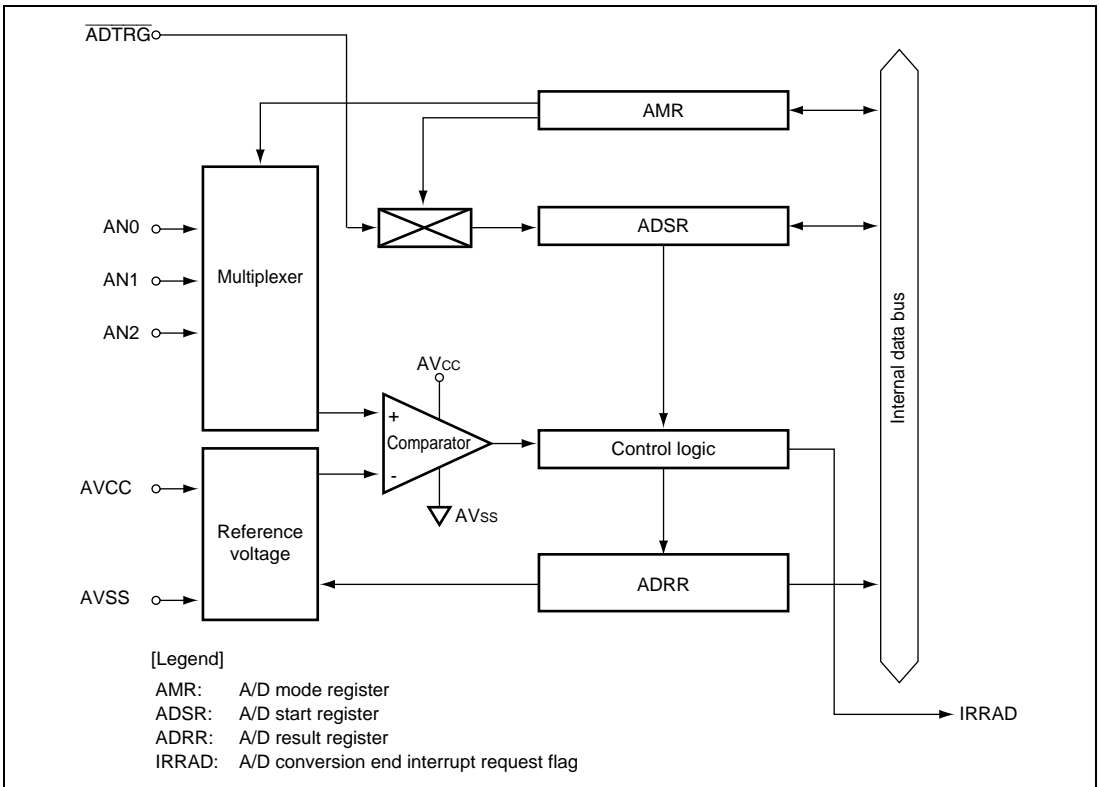 ADTRG
AMR
AN0
AN1
AN2
Multiplexer
ADSR
Internal data bus
AVcc
+
Comparator
-
AVss
Control logic
AVCC
AVSS
Reference
voltage
ADRR
IRRAD
[Legend]
AMR: A/D mode register
ADSR: A/D start register
ADRR: A/D result register
IRRAD: A/D conversion end interrupt request flag